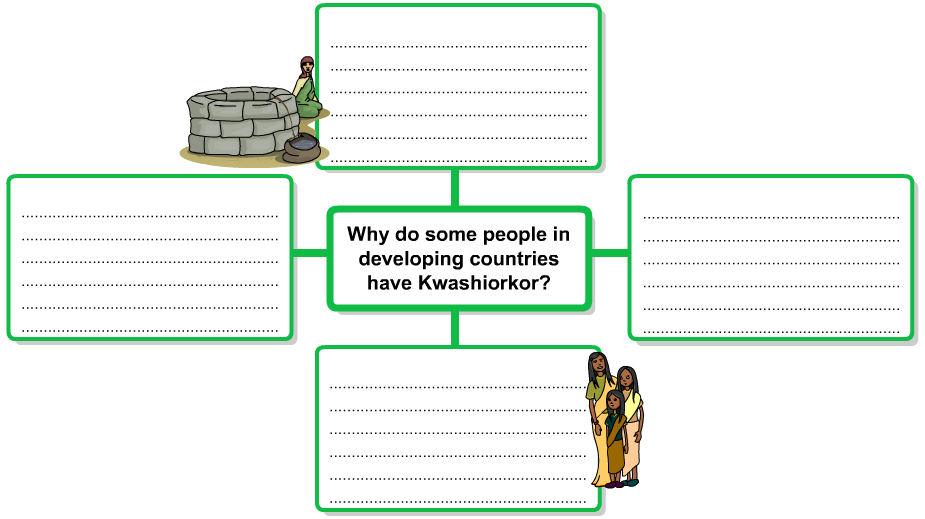 Why do some people in
developing countries
have Kwashiorkor?